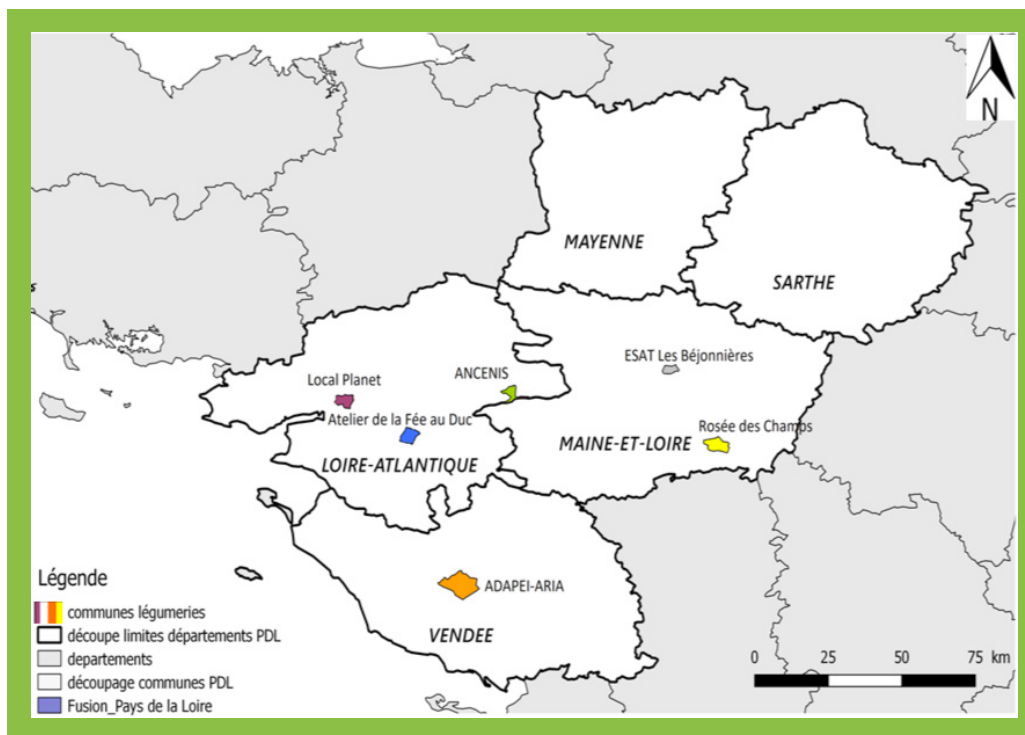 N
MAYENNE
SARTHE
ESAT Les Béjonnières
ANCENIS
Local Planet
Atelier de la Fée au Duc
Rosée des Champs
MAINE-ET-LOIRE
LOIRE-ATLANTIQUE
ADAPEI-ARIA
VENDEE
Légende
communes légumeries
découpe limites départements PDL
departements
découpage communes PDL
Fusion_Pays de la Loire
0 25 50 75 km